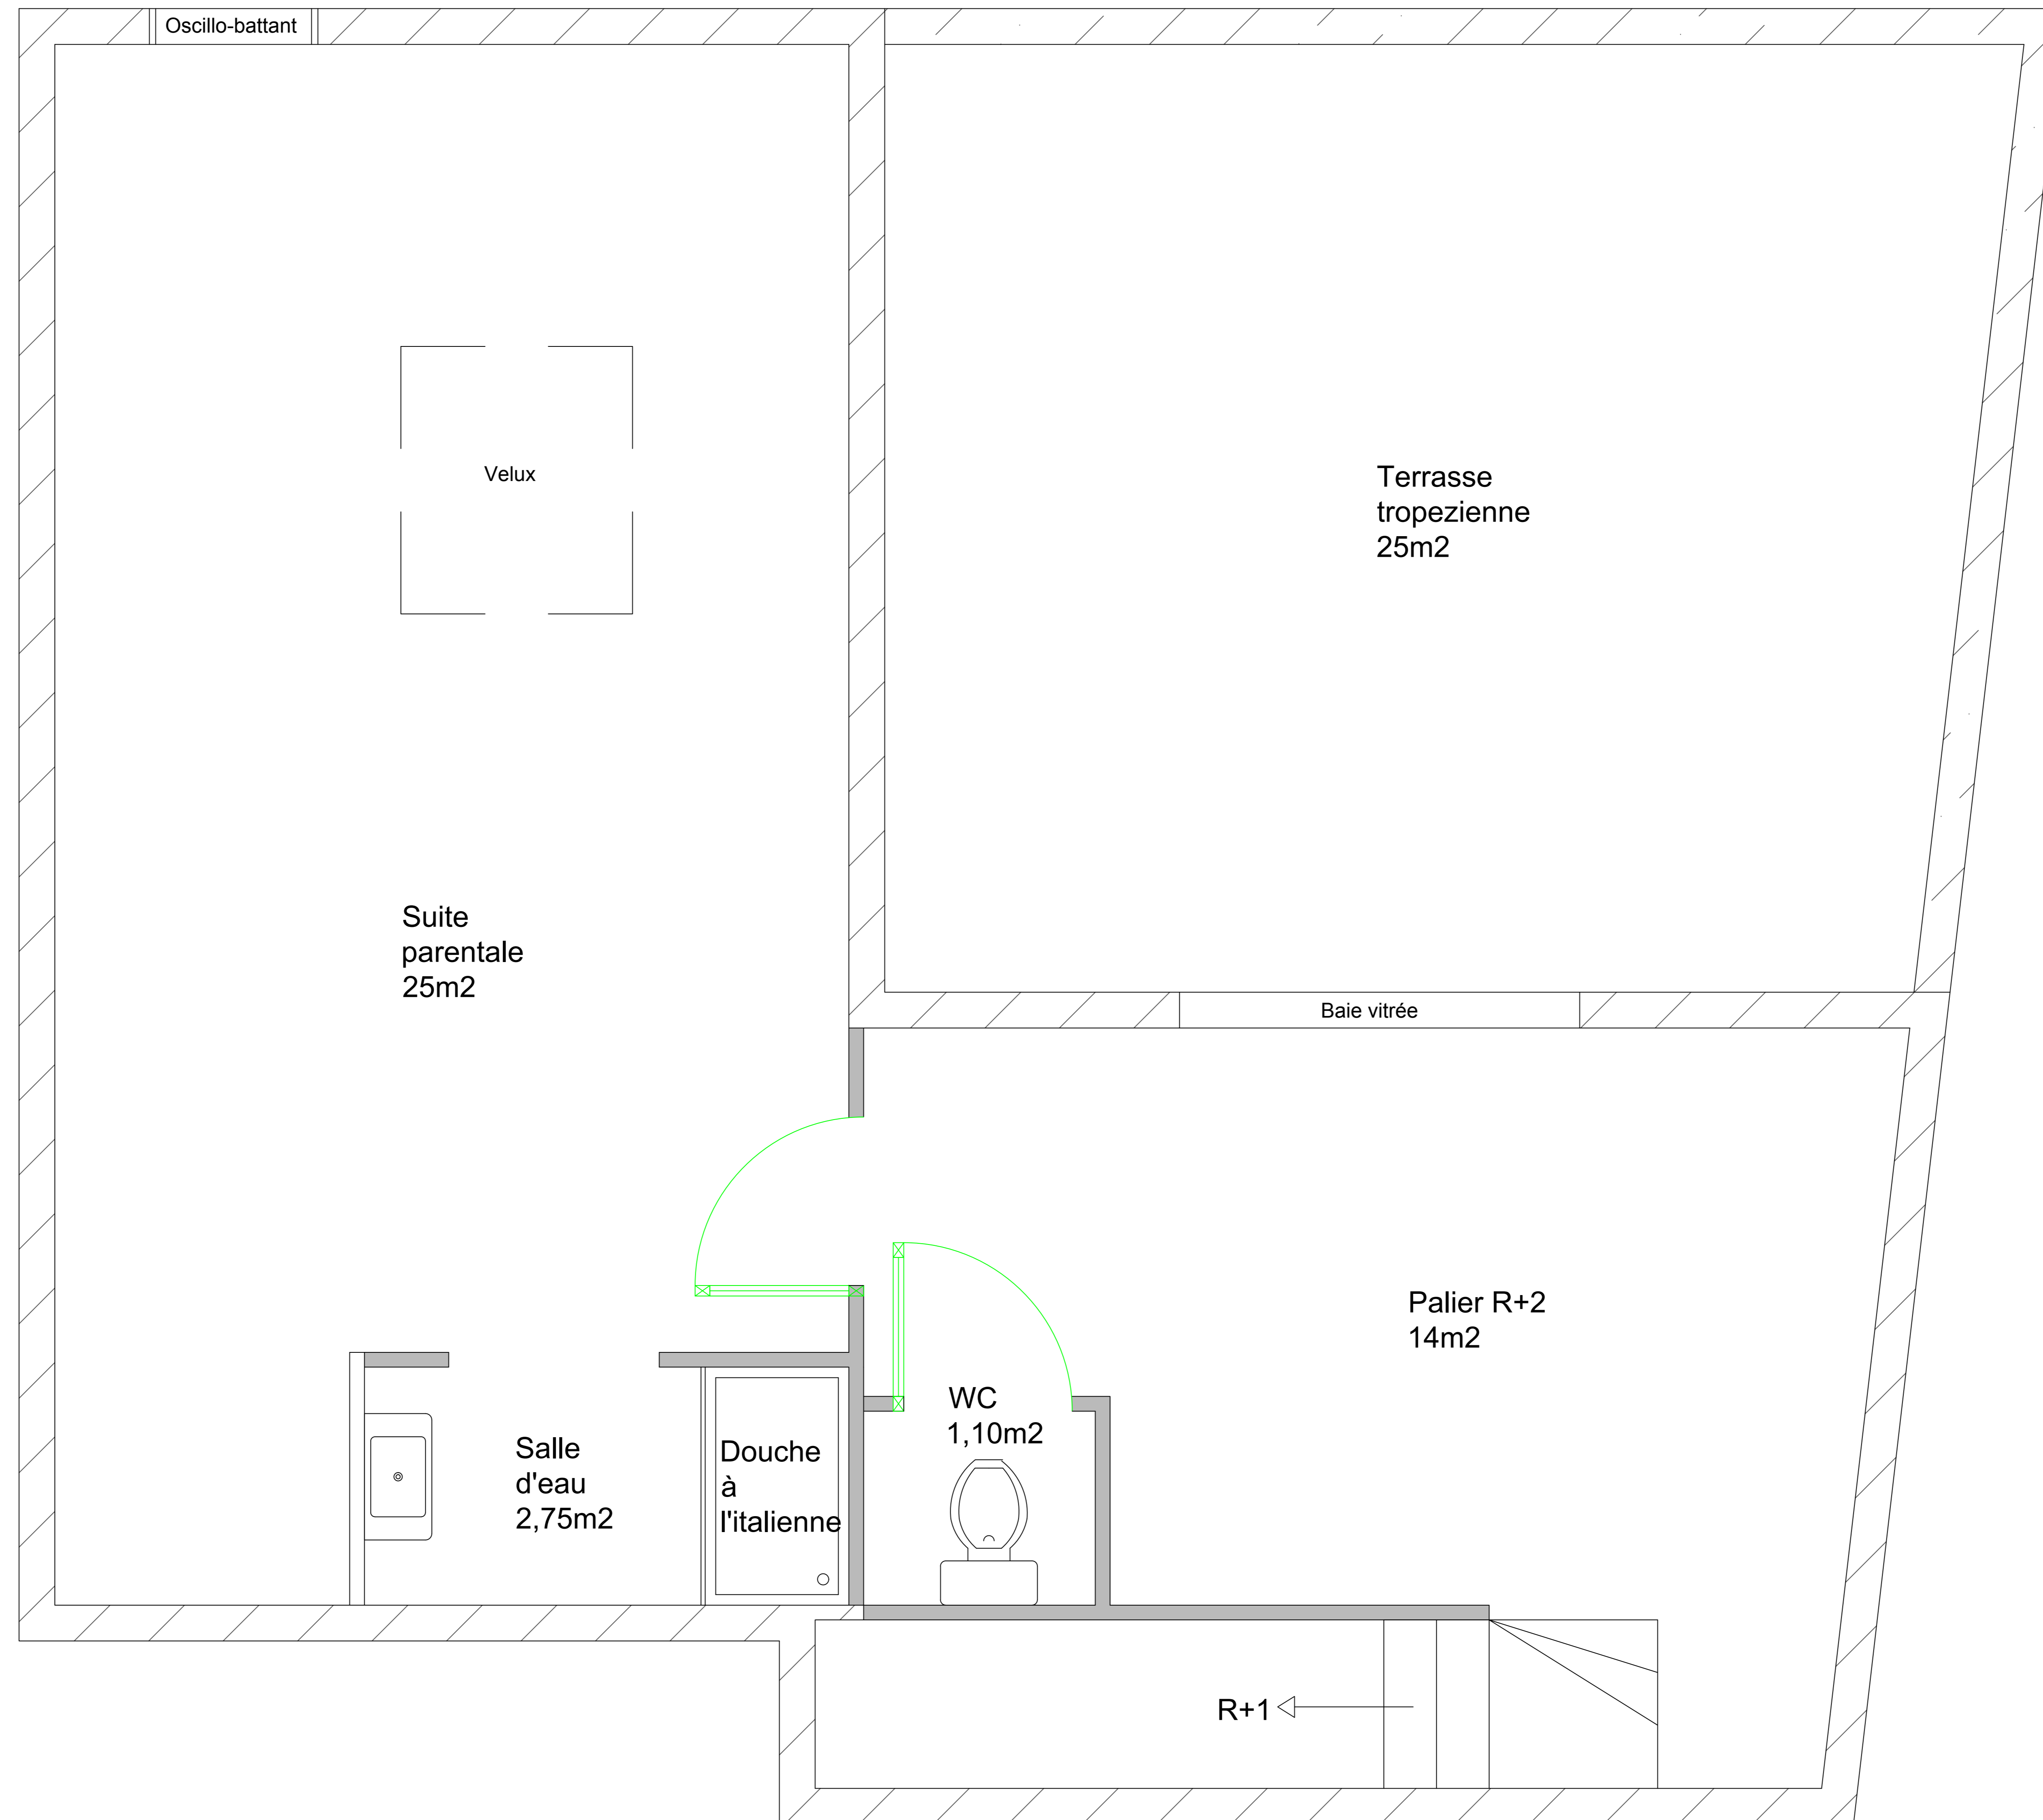 Oscillo-battant
Velux
Terrasse
tropezienne
25m2
Suite
parentale
25m2
Baie vitrée
Palier R+2
14m2
WC
1,10m2
Salle
d'eau
2,75m2
Douche
à
l'italienne
R+1